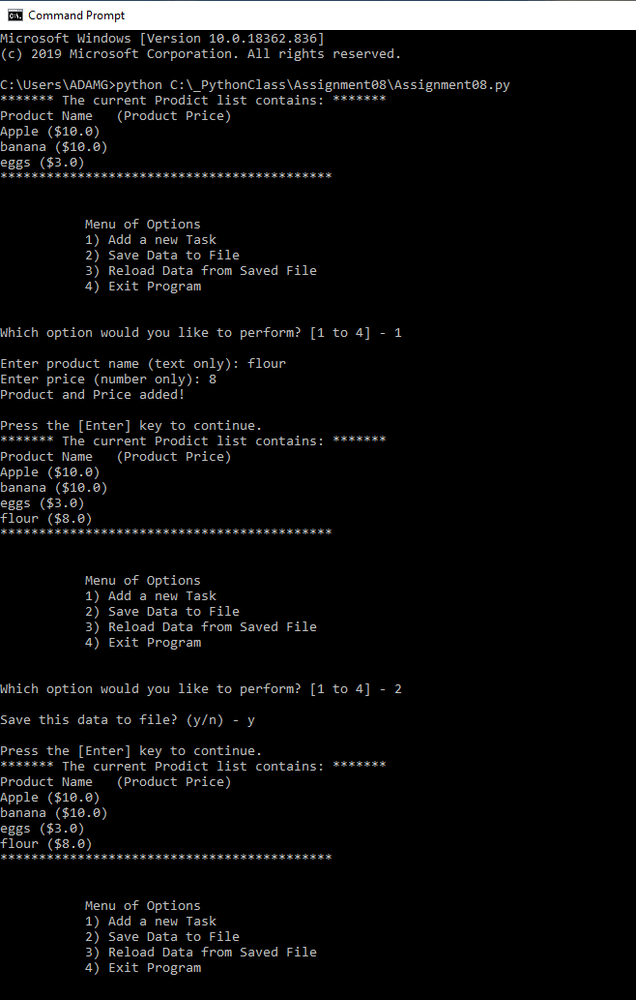 Command Prompt
Microsoft Windows [Version 10.0.18362.836]
(c) 2019 Microsoft Corporation. All rights reserved.
C:\Users\ADAMG>python C:\_PythonClass\Assignment08\Assignment08.py
******* The current Prodict list contains: *******
Product Name   (Product Price)
Apple ($10.0)
banana ($10.0)
eggs ($3.0)
*******************************************
Menu of Options
1) Add a new Task
2) Save Data to File
3) Reload Data from Saved File
4) Exit Program
Which option would you like to perform? [1 to 4] - 1
Enter product name (text only): flour
Enter price (number only): 8
Product and Price added!
Press the [Enter] key to continue.
******* The current Prodict list contains: *******
Product Name   (Product Price)
Apple ($10.0)
banana ($10.0)
eggs ($3.0)
flour ($8.0)
*******************************************
Menu of Options
1) Add a new Task
2) Save Data to File
3) Reload Data from Saved File
4) Exit Program
Which option would you like to perform? [1 to 4] - 2
Save this data to file? (y/n) - y
Press the [Enter] key to continue.
******* The current Prodict list contains: *******
Product Name   (Product Price)
Apple ($10.0)
banana ($10.0)
eggs ($3.0)
flour ($8.0)
*******************************************
Menu of Options
1) Add a new Task
2) Save Data to File
3) Reload Data from Saved File
4) Exit Program